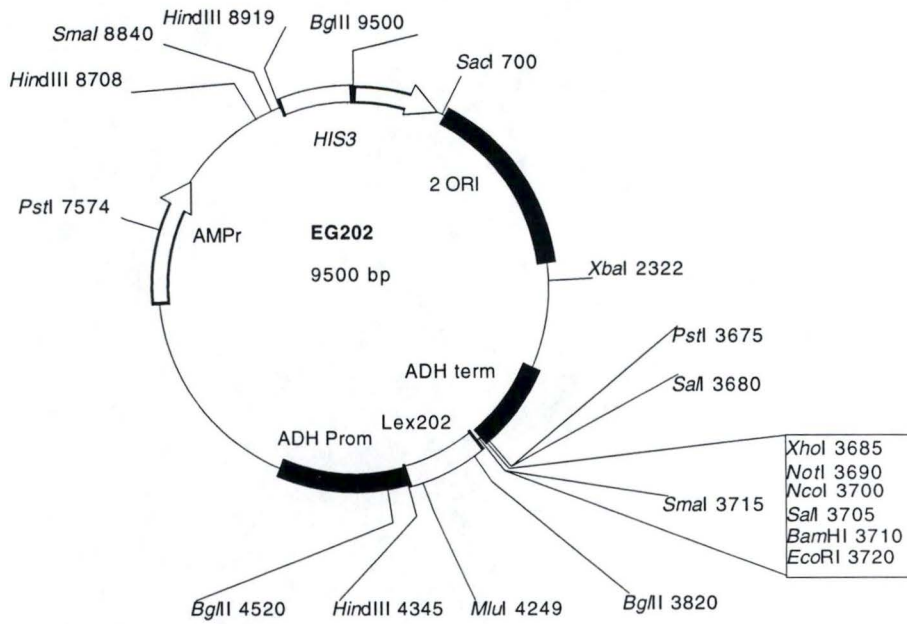 HindIII 8919
BglII 9500
SmaI 8840
SacI 700
HindIII 8708
HIS3
2 ORI
PstI 7574
AMPr
EG202
9500 bp
XbaI 2322
PstI 3675
ADH term
SalI 3680
Lex202
ADH Prom
XhoI 3685
NotI 3690
NcoI 3700
SalI 3705
BamHI 3710
EcoRI 3720
SmaI 3715
BglII 4520
HindIII 4345
MluI 4249
BglII 3820